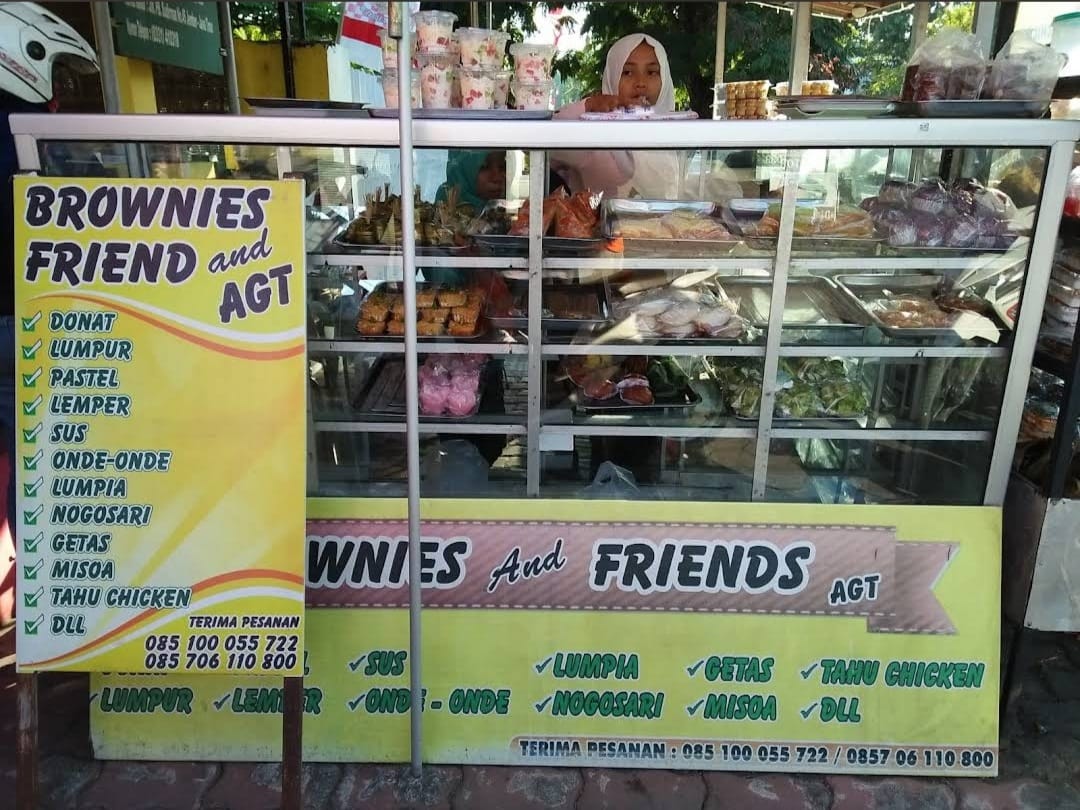 BROWNIES
FRIEND and
AGT
DONAT
LUMPUR
PASTEL
LEMPER
SUS
ONDE-ONDE
LUMPIA
NOGOSARI
GETAS
MISOA
TAHU CHICKEN
DLL
TERIMA PESANAN
085 100 055 722
085 706 110 800
WNIES And FRIENDS AGT
SUS LUMPIA GETAS TAHU CHICKEN
LUMPUR LEMPER ONDE - ONDE NOGOSARI MISOA DLL
TERIMA PESANAN : 085 100 055 722 / 0857 06 110 800